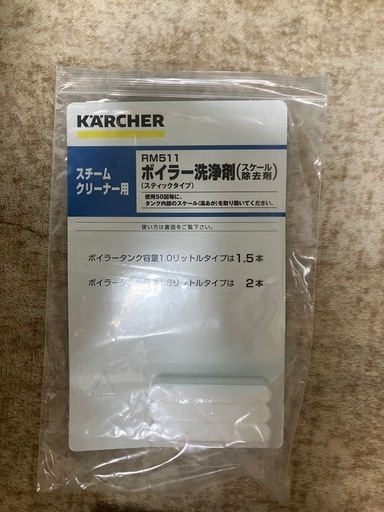 KÄRCHER
スチーム
クリーナー用
RM511
ボイラー洗浄剤(スケール除去剤)
(スティックタイプ)
使用50回毎に、
タンク内部のスケール(湯あか)を取り除いてください。
使い方は裏面をご覧下さい。
ボイラータンク容量1.0リットルタイプは 1.5本
ボイラータ リットルタイプは 2本